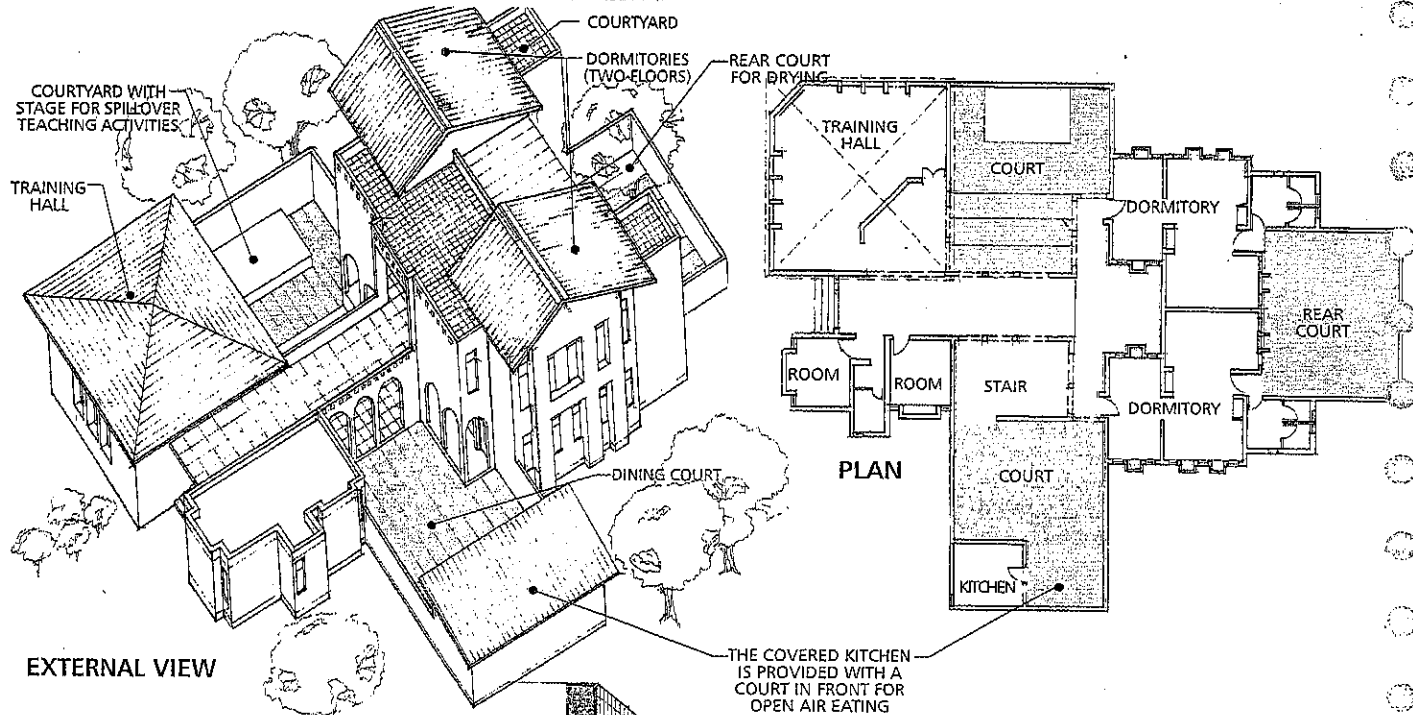 COURTYARD
DORMITORIES
(TWO FLOORS)
REAR COURT
FOR DRYING
COURTYARD WITH
STAGE FOR SPILLOVER
TEACHING ACTIVITIES
TRAINING
HALL
DINING COURT
THE COVERED KITCHEN
IS PROVIDED WITH A
COURT IN FRONT FOR
OPEN AIR EATING
EXTERNAL VIEW
TRAINING
HALL
COURT
DORMITORY
REAR
COURT
ROOM
ROOM
STAIR
DORMITORY
PLAN
COURT
KITCHEN